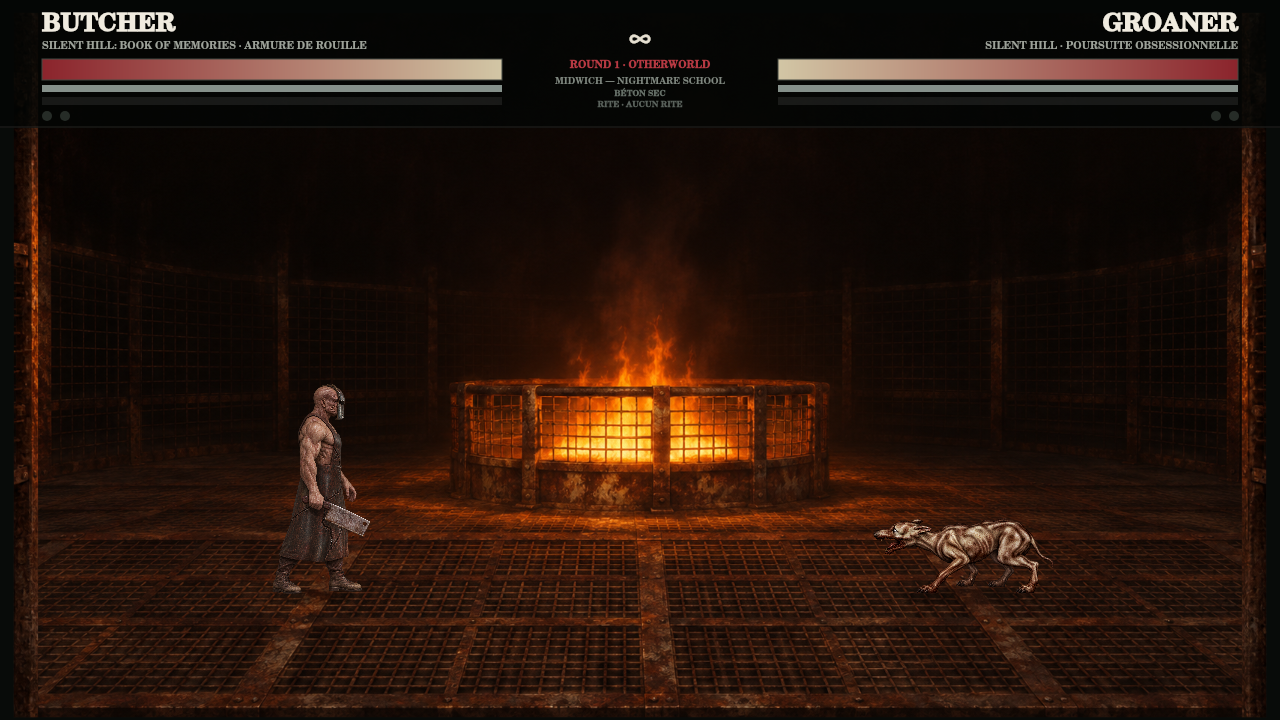 BUTCHER
SILENT HILL: BOOK OF MEMORIES · ARMURE DE ROUILLE
∞
ROUND 1 · OTHERWORLD
MIDWICH — NIGHTMARE SCHOOL
BÉTON SEC
RITE · AUCUN RITE
GROANER
SILENT HILL · POURSUITE OBSESSIONNELLE